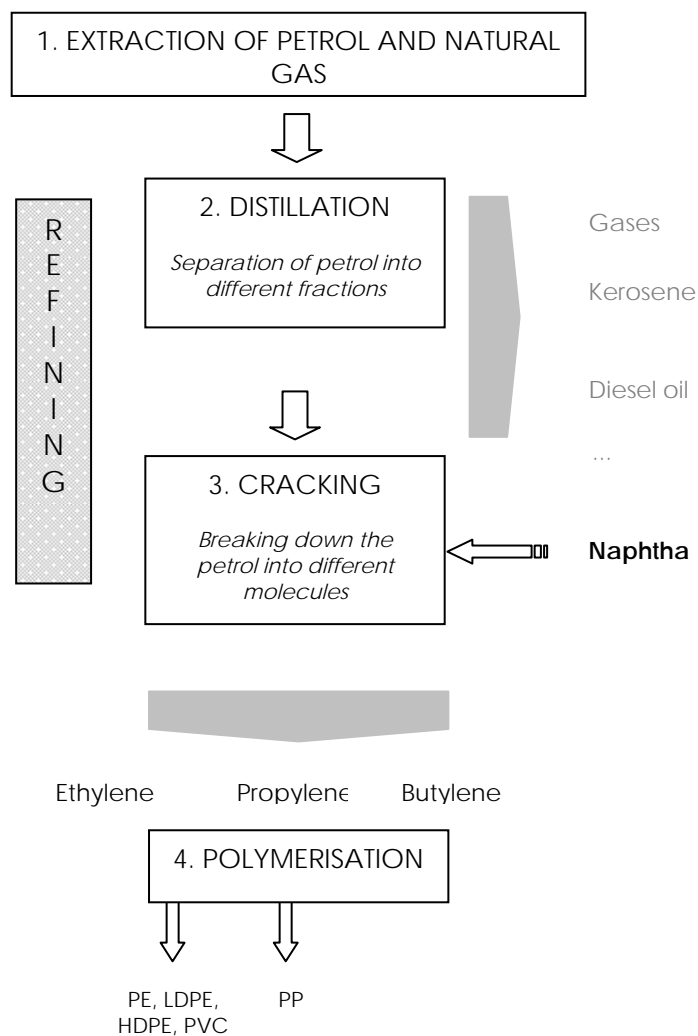 1. EXTRACTION OF PETROL AND NATURAL
GAS
REFINING
2. DISTILLATION
Separation of petrol into
different fractions
Gases
Kerosene
Diesel oil
...
3. CRACKING
Breaking down the
petrol into different
molecules
Naphtha
Ethylene Propylene Butylene
4. POLYMERISATION
PE, LDPE, PP
HDPE, PVC